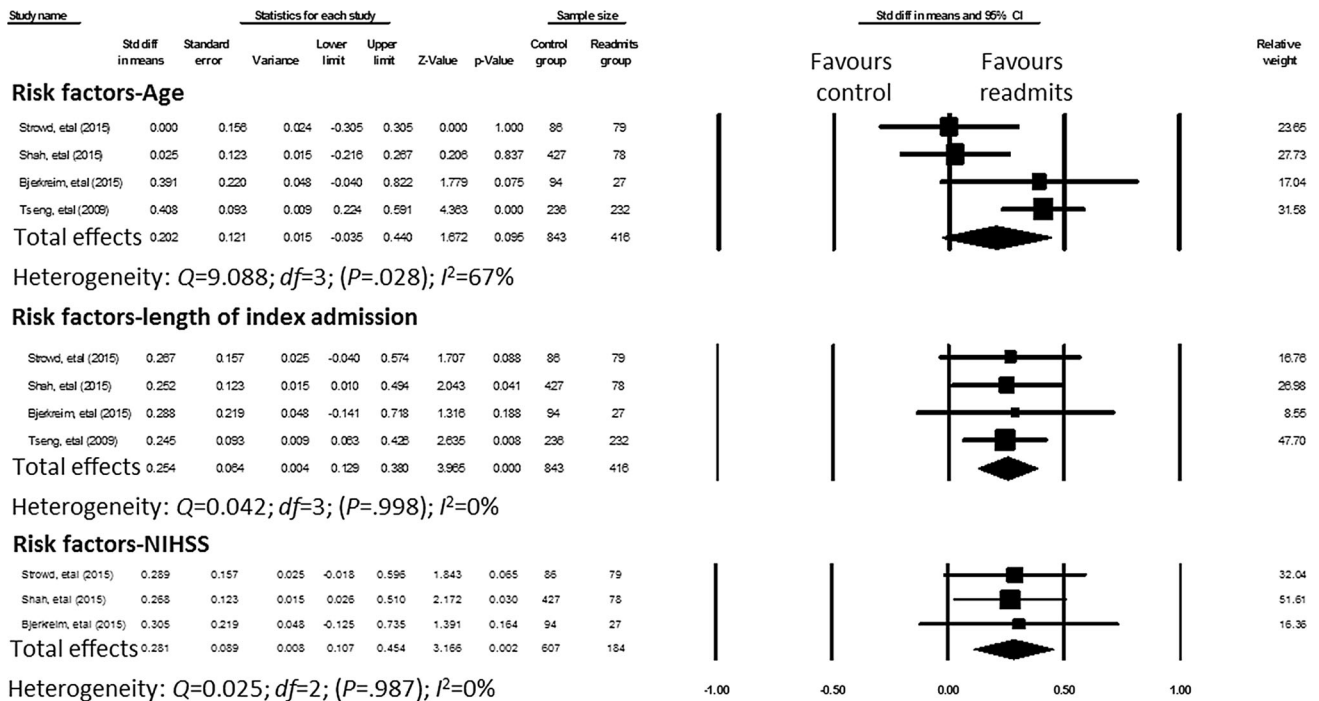 Study name Statistics for each study Sample size Std diff in means and 95% CI
Std diff in means Standard error Variance Lower limit Upper limit Z-Value p-Value Control group Readmits group Favours control Favours readmits Relative weight
Risk factors-Age
Strowd, etal (2015) 0.000 0.156 0.024 -0.305 0.305 0.000 1.000 86 79 23.65
Shah, etal (2015) 0.025 0.123 0.015 -0.216 0.267 0.206 0.837 427 78 27.73
Bjerkreim, etal (2015) 0.391 0.220 0.048 -0.040 0.822 1.779 0.075 94 27 17.04
Tseng, etal (2009) 0.408 0.093 0.009 0.224 0.591 4.363 0.000 236 232 31.58
Total effects 0.202 0.121 0.015 -0.035 0.440 1.672 0.095 843 416
Heterogeneity: Q=9.088; df=3; (P=.028); I²=67%
Risk factors-length of index admission
Strowd, etal (2015) 0.267 0.157 0.025 -0.040 0.574 1.707 0.088 86 79 16.76
Shah, etal (2015) 0.252 0.123 0.015 0.010 0.494 2.043 0.041 427 78 26.98
Bjerkreim, etal (2015) 0.288 0.219 0.048 -0.141 0.718 1.316 0.188 94 27 8.55
Tseng, etal (2009) 0.245 0.093 0.009 0.063 0.426 2.635 0.008 236 232 47.70
Total effects 0.254 0.064 0.004 0.129 0.380 3.965 0.000 843 416
Heterogeneity: Q=0.042; df=3; (P=.998); I²=0%
Risk factors-NIHSS
Strowd, etal (2015) 0.289 0.157 0.025 -0.018 0.596 1.843 0.065 86 79 32.04
Shah, etal (2015) 0.268 0.123 0.015 0.026 0.510 2.172 0.030 427 78 51.61
Bjerkreim, etal (2015) 0.305 0.219 0.048 -0.125 0.735 1.391 0.164 94 27 16.36
Total effects 0.281 0.089 0.008 0.107 0.454 3.166 0.002 607 184
Heterogeneity: Q=0.025; df=2; (P=.987); I²=0%
-1.00 -0.50 0.00 0.50 1.00